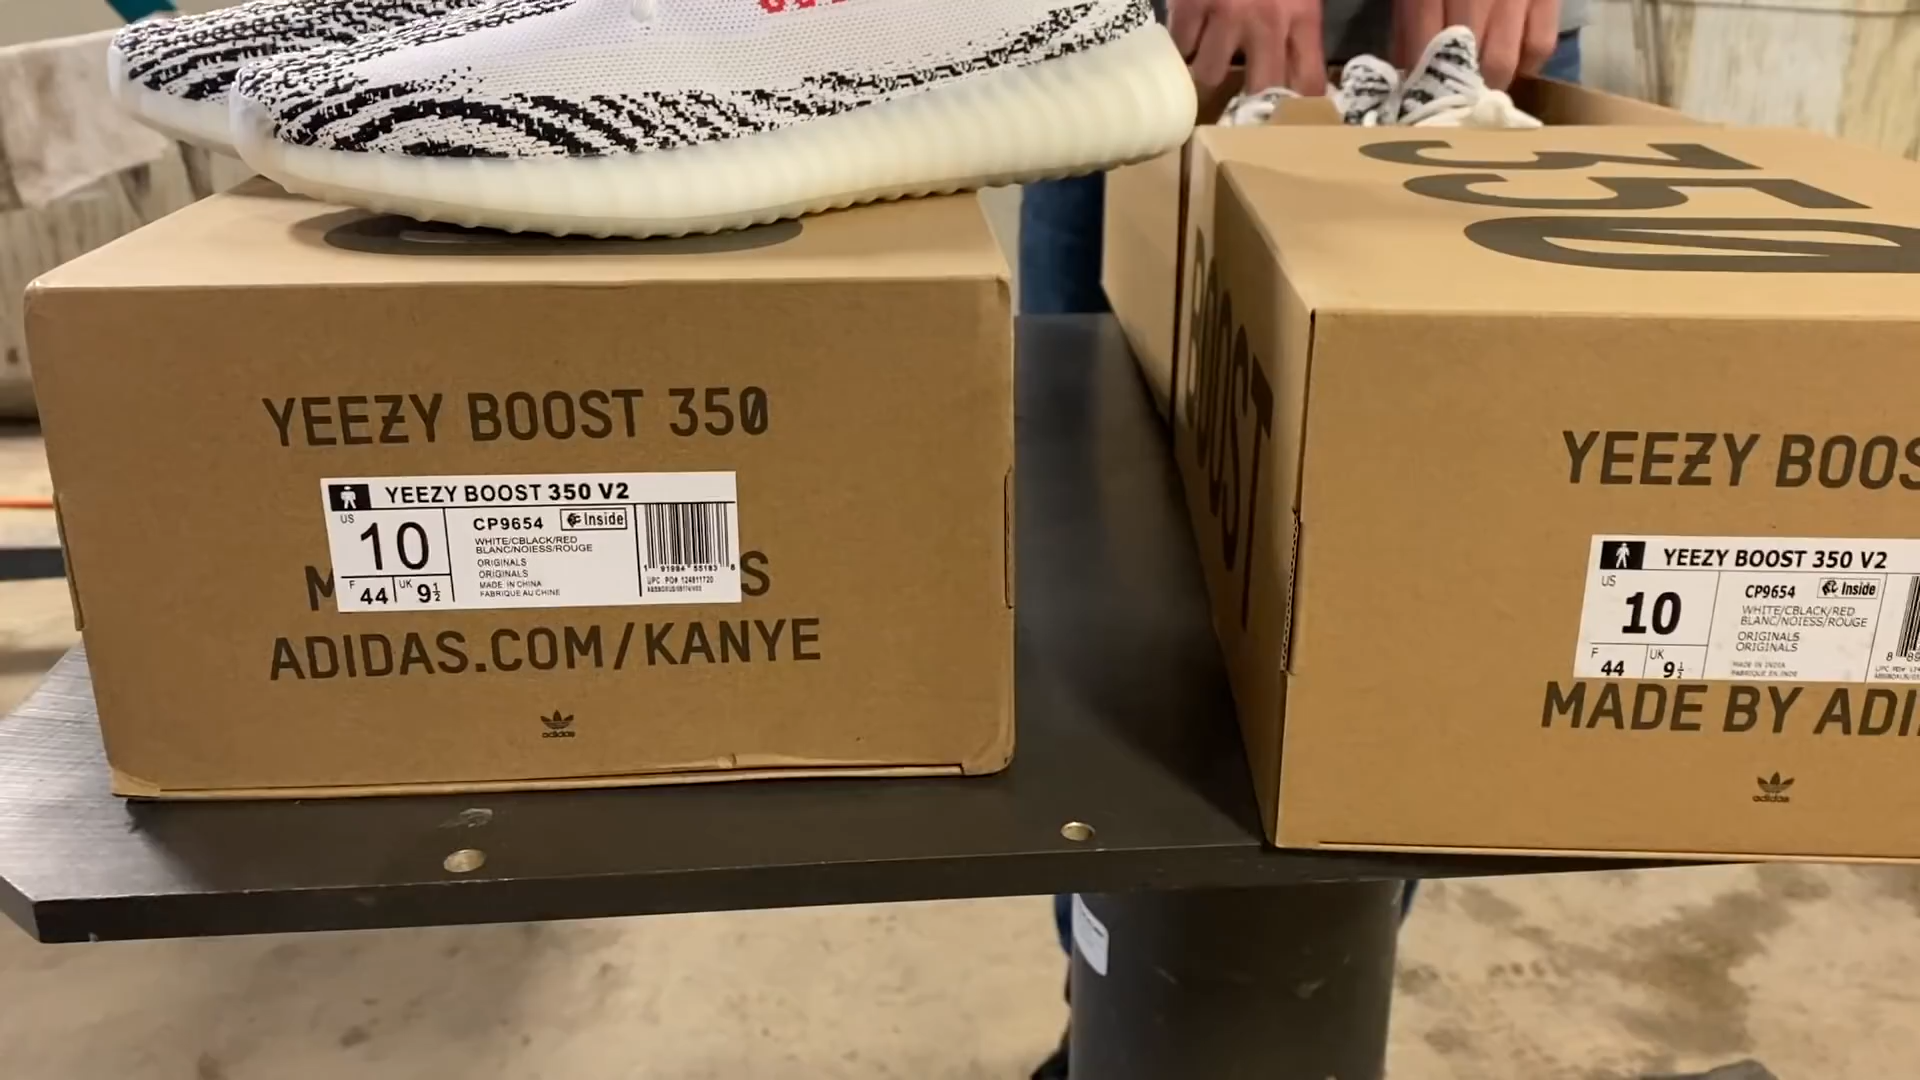 YEEZY BOOST 350
YEEZY BOOST 350 V2
US
10
F
44
UK
9½
CP9654
Inside
WHITE/CBLACK/RED
BLANC/NOIESS/ROUGE
ORIGINALS
ORIGINALS
MADE IN CHINA
FABRIQUE AU CHINE
M S
ADIDAS.COM/KANYE
adidas
350
BOOST
YEEZY BOOS
YEEZY BOOST 350 V2
US
10
F
44
UK
9½
CP9654
Inside
WHITE/CBLACK/RED
BLANC/NOIESS/ROUGE
ORIGINALS
ORIGINALS
MADE IN INDIA
MADE BY ADI
adidas